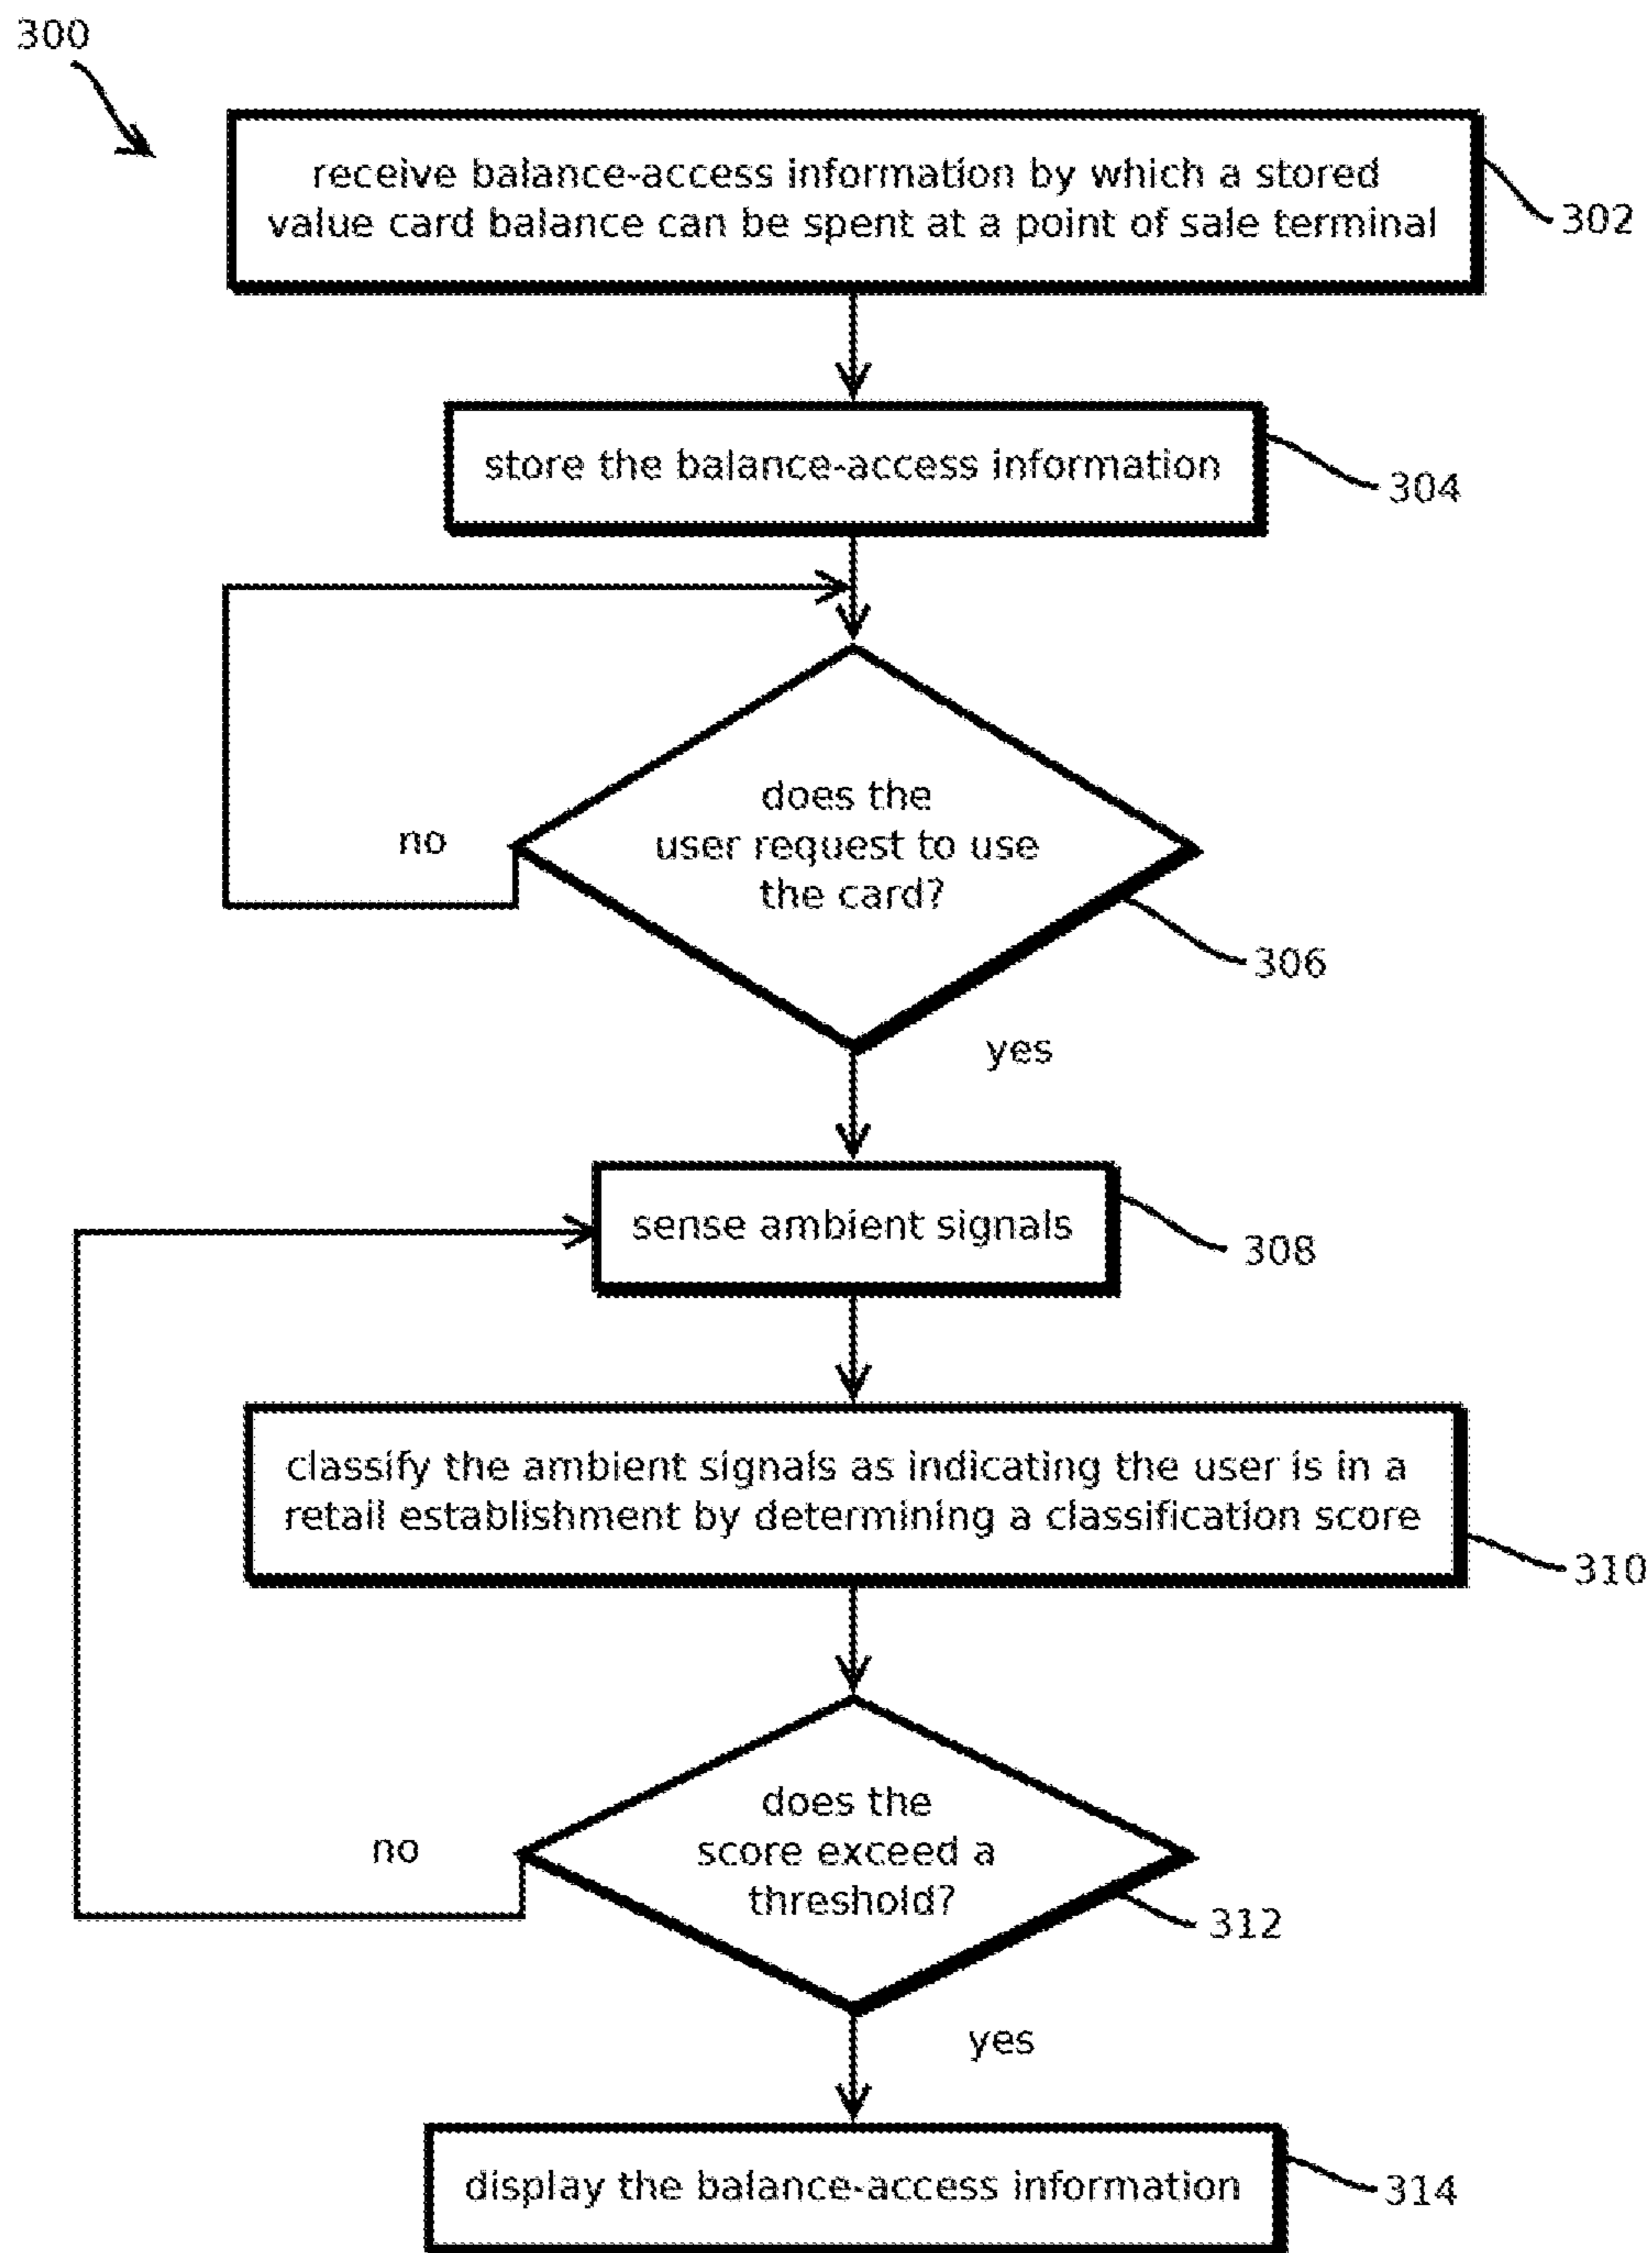 300
receive balance-access information by which a stored
value card balance can be spent at a point of sale terminal
302
store the balance-access information
304
does the
user request to use
the card?
no
306
yes
sense ambient signals
308
classify the ambient signals as indicating the user is in a
retail establishment by determining a classification score
310
does the
score exceed a
threshold?
no
312
yes
display the balance-access information
314